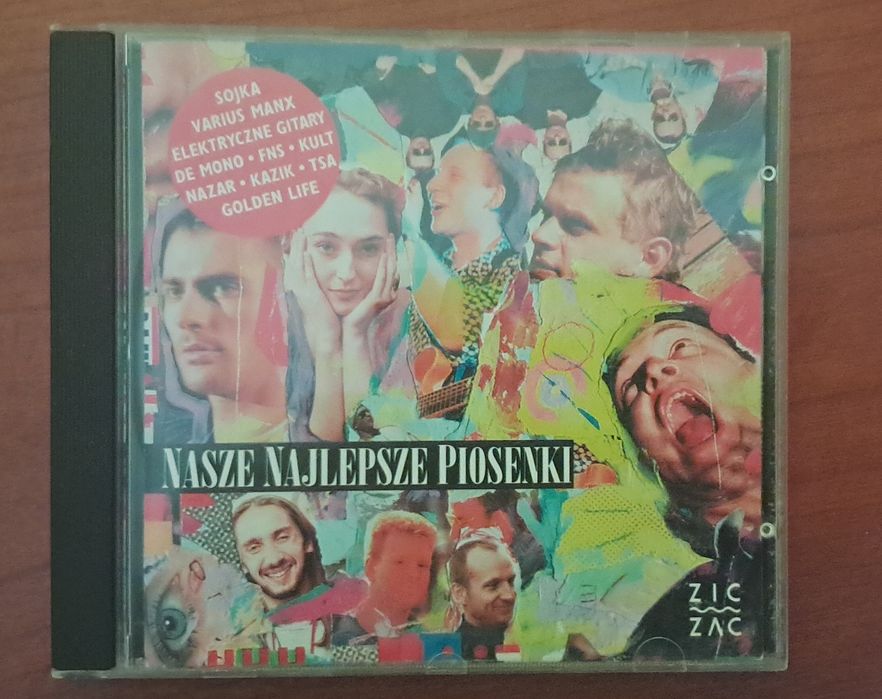 SOJKA
VARIUS MANX
ELEKTRYCZNE GITARY
DE MONO • FNS • KULT
NAZAR • KAZIK • TSA
GOLDEN LIFE
NASZE NAJLEPSZE PIOSENKI
ZIC
ZAC